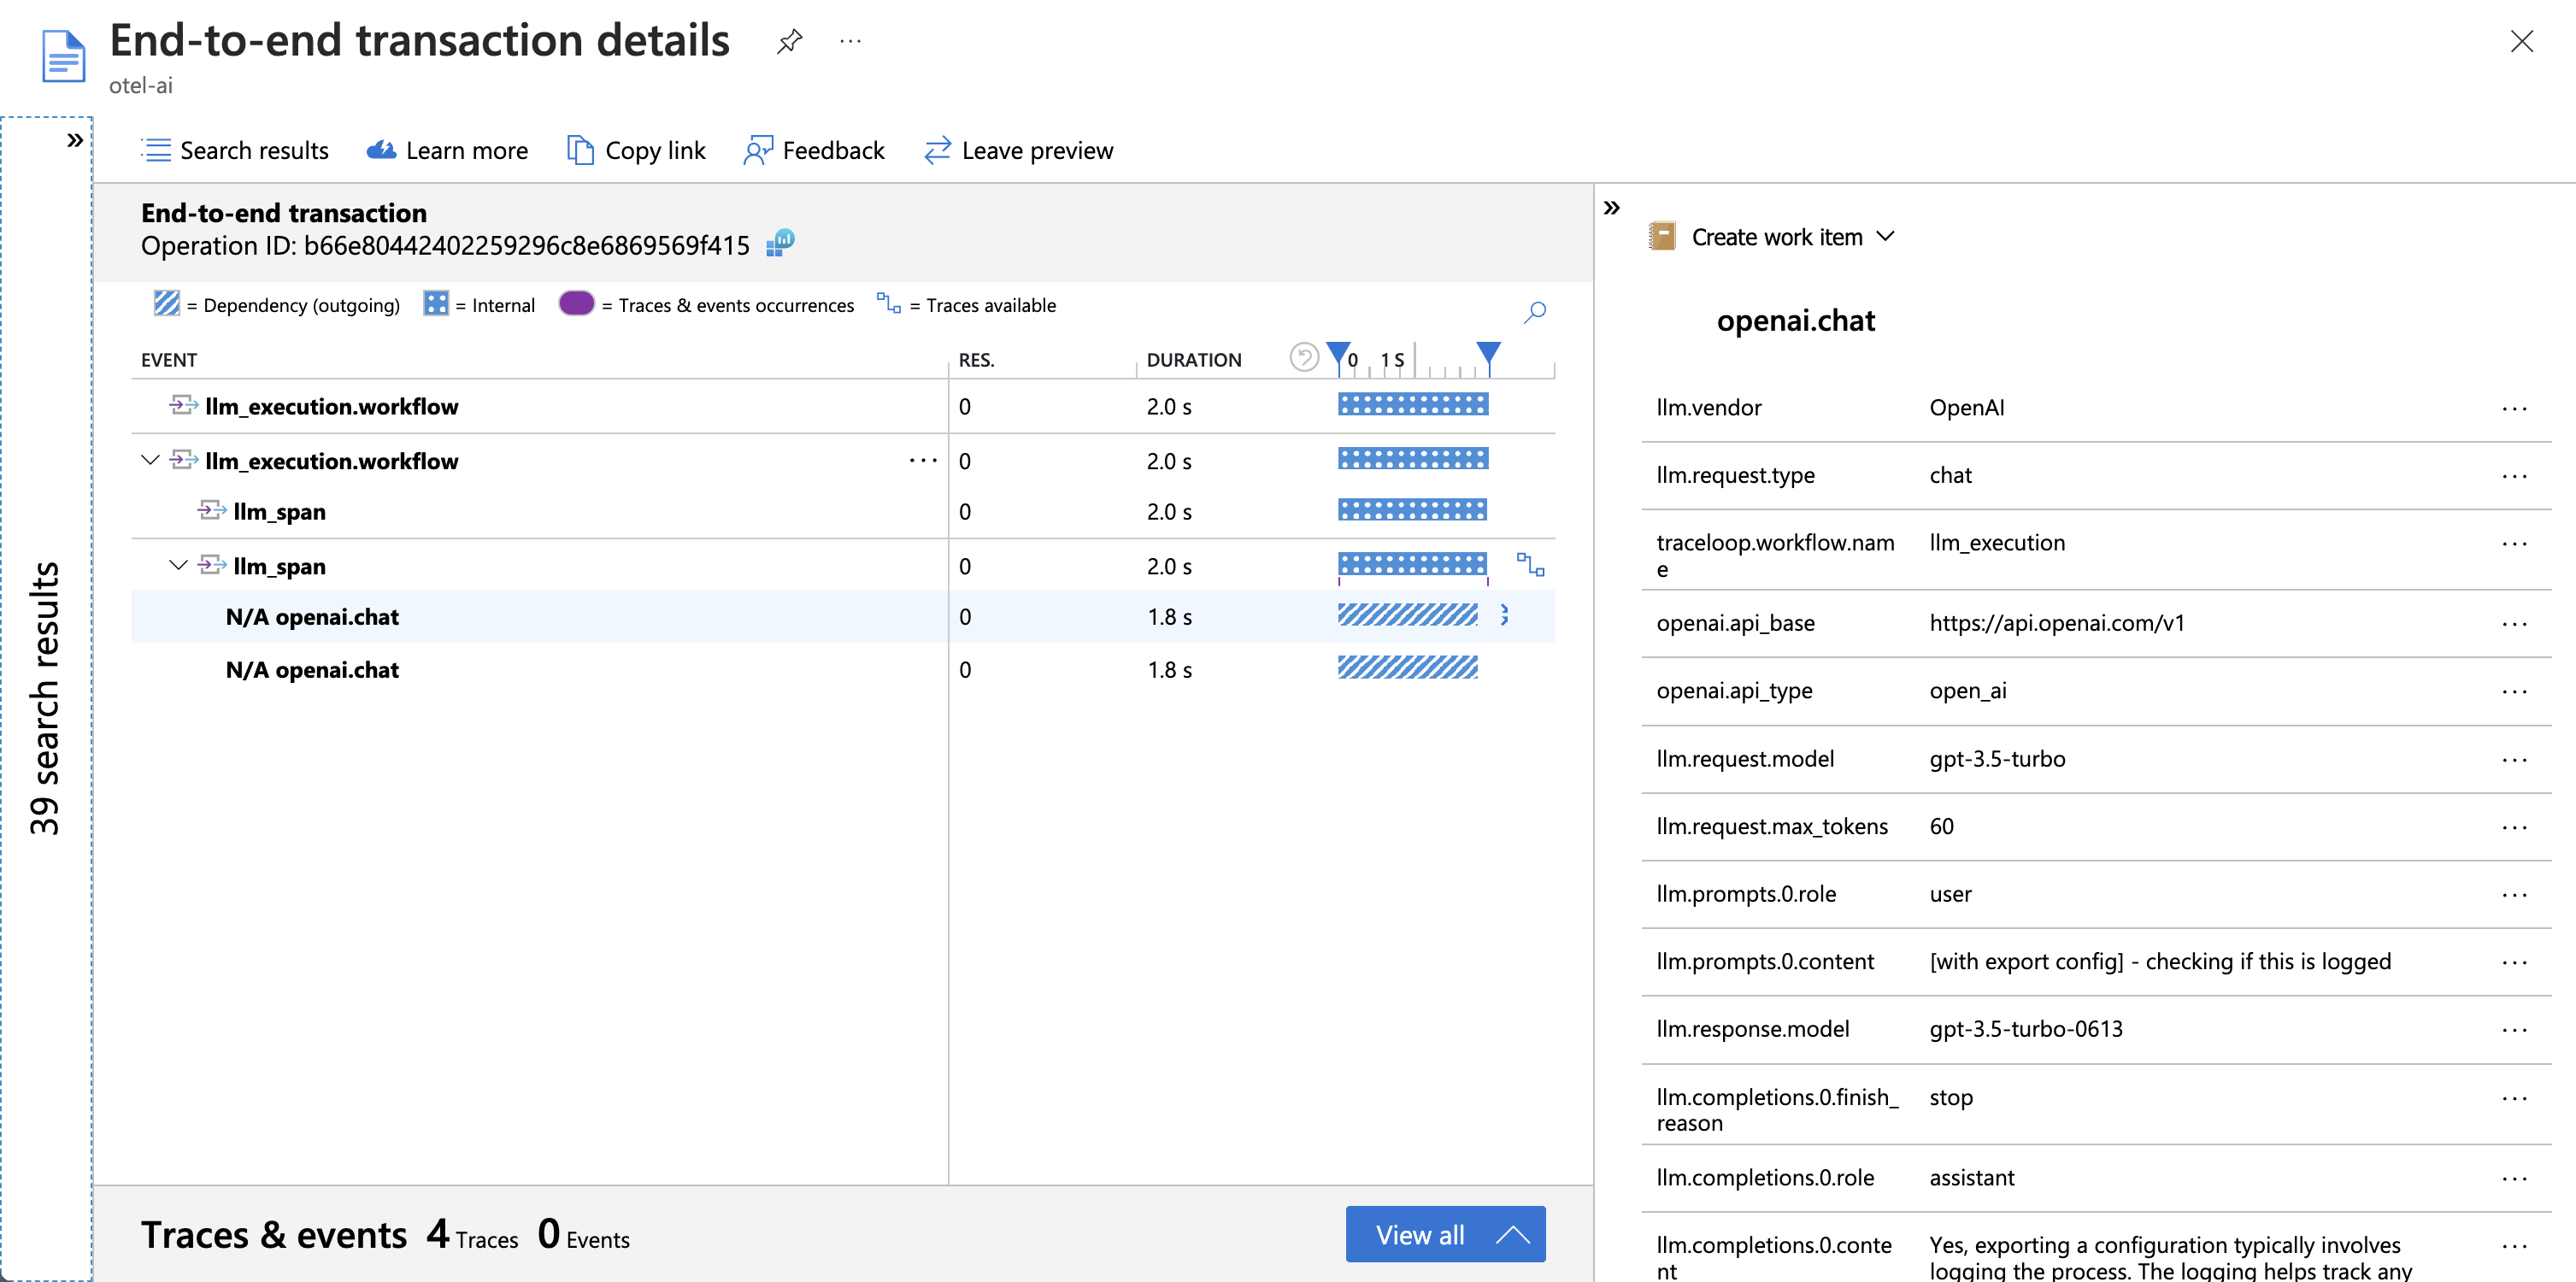 End-to-end transaction details
...
otel-ai
39 search results
Search results
Learn more
Copy link
Feedback
Leave preview
End-to-end transaction
Operation ID: b66e80442402259296c8e6869569f415
= Dependency (outgoing)
= Internal
= Traces & events occurrences
= Traces available
EVENT RES. DURATION 0 1 S
llm_execution.workflow 0 2.0 s
llm_execution.workflow ... 0 2.0 s
llm_span 0 2.0 s
llm_span 0 2.0 s
N/A openai.chat 0 1.8 s
N/A openai.chat 0 1.8 s
Traces & events 4 Traces 0 Events
View all
Create work item
openai.chat
llm.vendor OpenAI ...
llm.request.type chat ...
traceloop.workflow.nam llm_execution ...
e
openai.api_base https://api.openai.com/v1 ...
openai.api_type open_ai ...
llm.request.model gpt-3.5-turbo ...
llm.request.max_tokens 60 ...
llm.prompts.0.role user ...
llm.prompts.0.content [with export config] - checking if this is logged ...
llm.response.model gpt-3.5-turbo-0613 ...
llm.completions.0.finish_ stop ...
reason
llm.completions.0.role assistant ...
llm.completions.0.conte Yes, exporting a configuration typically involves ...
nt logging the process. The logging helps track any